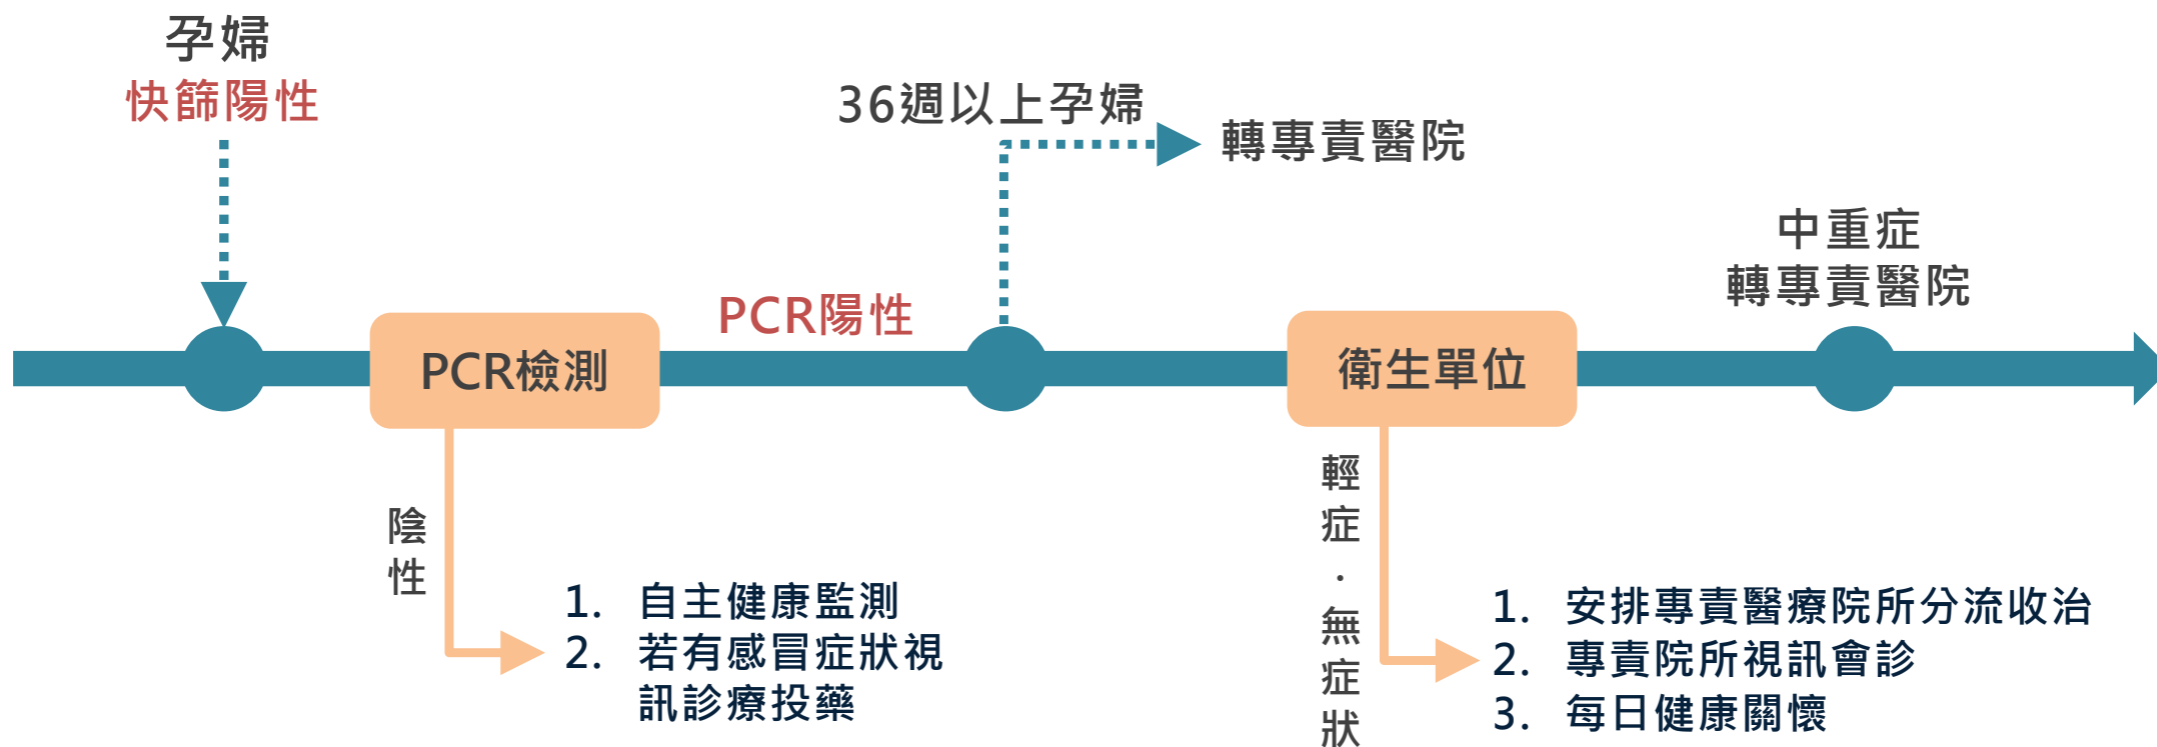 孕婦
快篩陽性
36週以上孕婦
轉專責醫院
中重症
轉專責醫院
PCR陽性
PCR檢測
衛生單位
陰性
1. 自主健康監測
2. 若有感冒症狀視
訊診療投藥
輕症．無症狀
1. 安排專責醫療院所分流收治
2. 專責院所視訊會診
3. 每日健康關懷